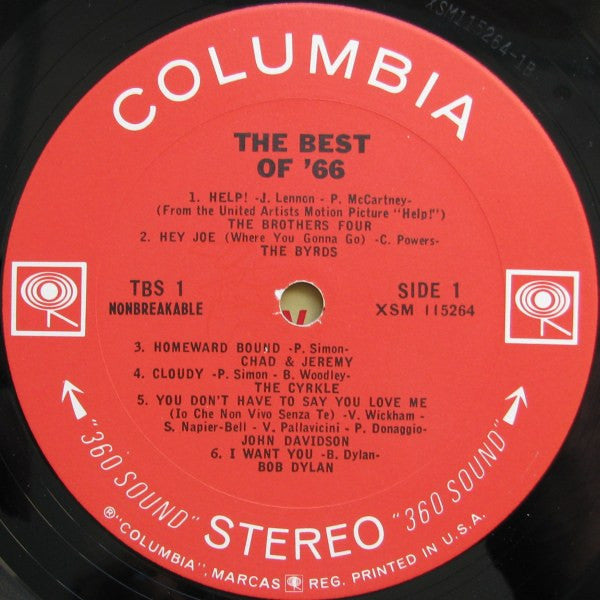 XSM115264-1B
COLUMBIA
THE BEST
OF '66
1. HELP! -J. Lennon - P. McCartney-
(From the United Artists Motion Picture "Help!")
THE BROTHERS FOUR
2. HEY JOE (Where You Gonna Go) -C. Powers-
THE BYRDS
TBS 1
NONBREAKABLE
SIDE 1
XSM 115264
3. HOMEWARD BOUND -P. Simon-
CHAD & JEREMY
4. CLOUDY -P. Simon - B. Woodley-
THE CYRKLE
5. YOU DON'T HAVE TO SAY YOU LOVE ME
(Io Che Non Vivo Senza Te) -V. Wickham -
S. Napier-Bell - V. Pallavicini - P. Donaggio-
JOHN DAVIDSON
6. I WANT YOU -B. Dylan-
BOB DYLAN
"360 SOUND" STEREO "360 SOUND"
®"COLUMBIA", MARCAS REG. PRINTED IN U.S.A.